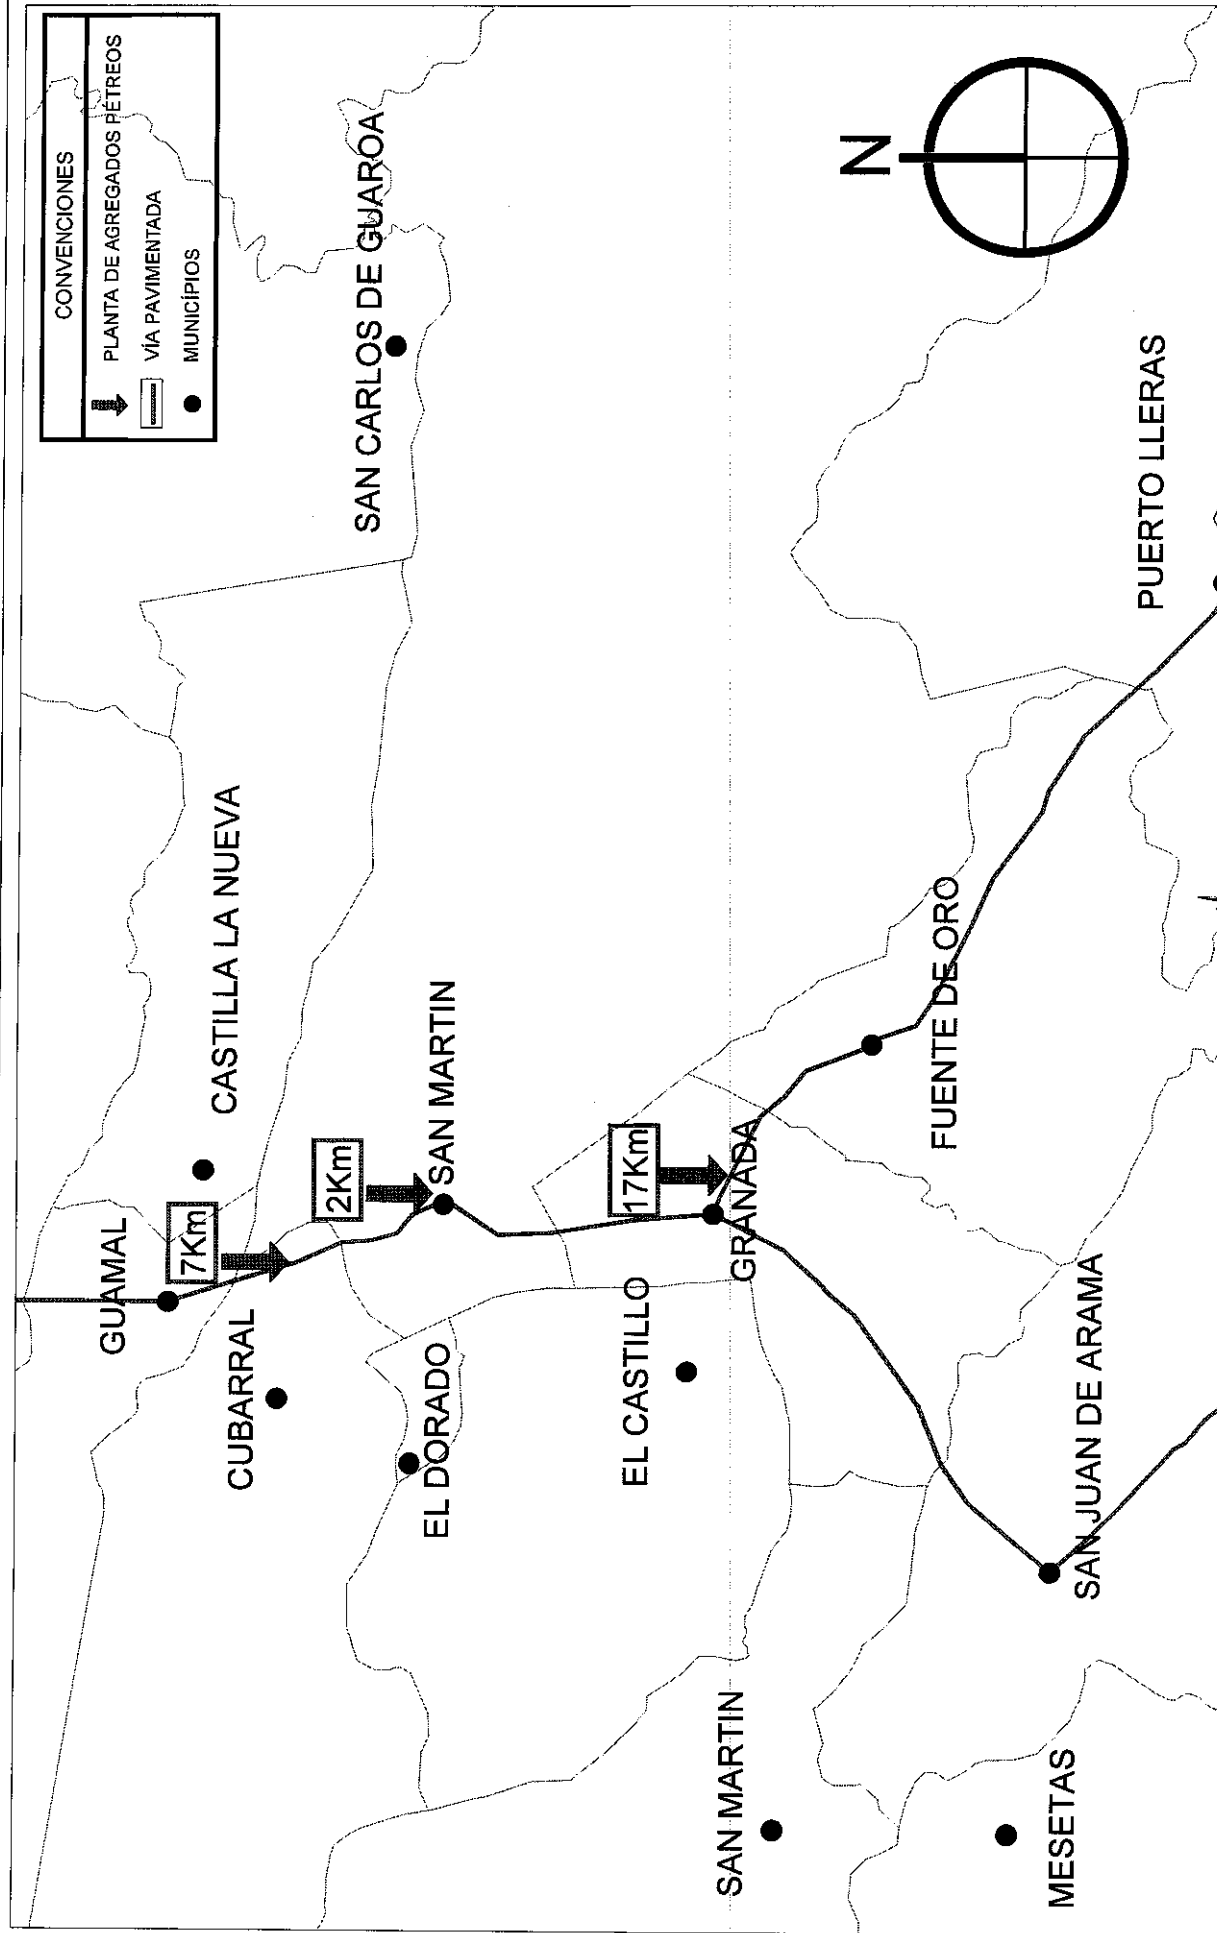 CONVENCIONES
PLANTA DE AGREGADOS PÉTREOS
VÍA PAVIMENTADA
MUNICÍPIOS
GUAMAL
7Km
CASTILLA LA NUEVA
CUBARRAL
2Km
SAN MARTIN
EL DORADO
SAN CARLOS DE GUAROA
EL CASTILLO
17Km
GRANADA
SAN MARTIN
FUENTE DE ORO
N
MESETAS
SAN JUAN DE ARAMA
PUERTO LLERAS